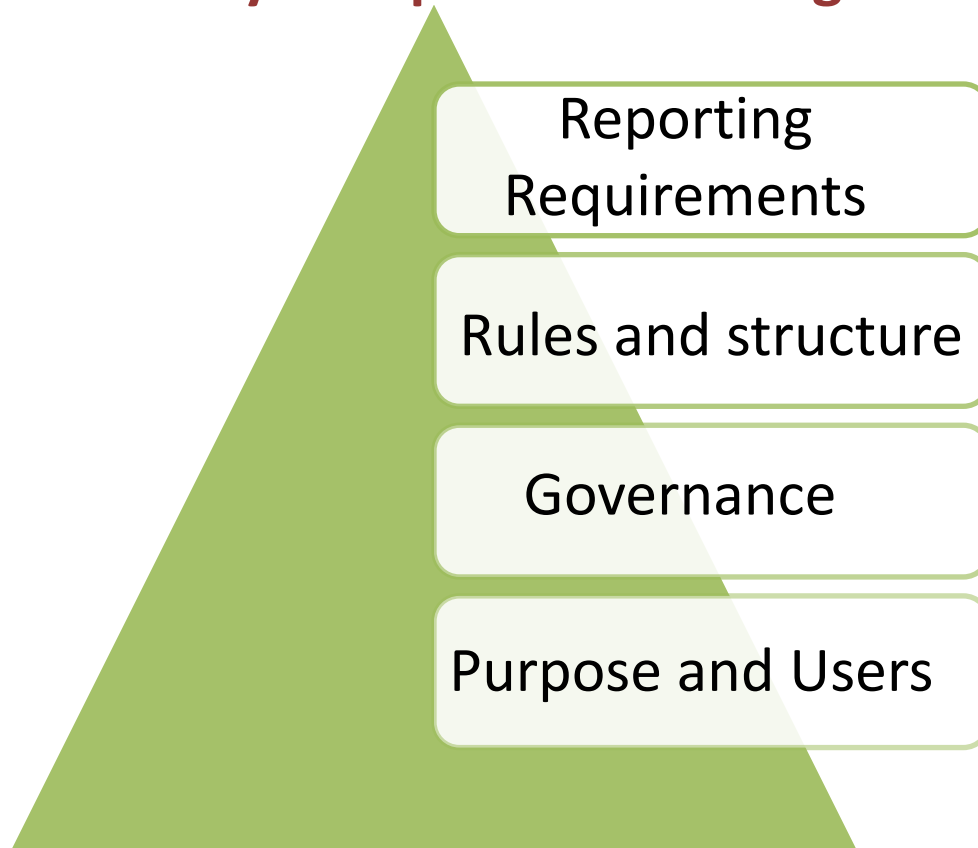 Reporting
Requirements
Rules and structure
Governance
Purpose and Users